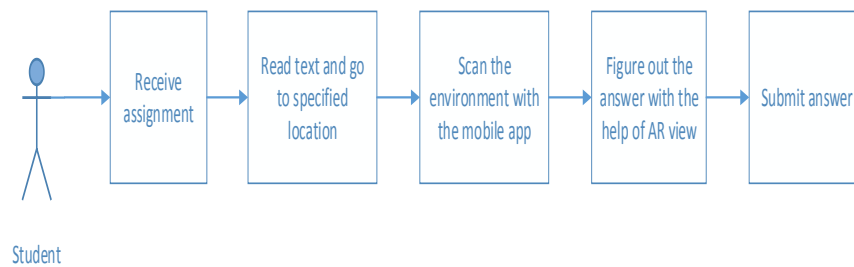 Receive
assignment
Read text and go
to specified
location
Scan the
environment with
the mobile app
Figure out the
answer with the
help of AR view
Submit answer
Student